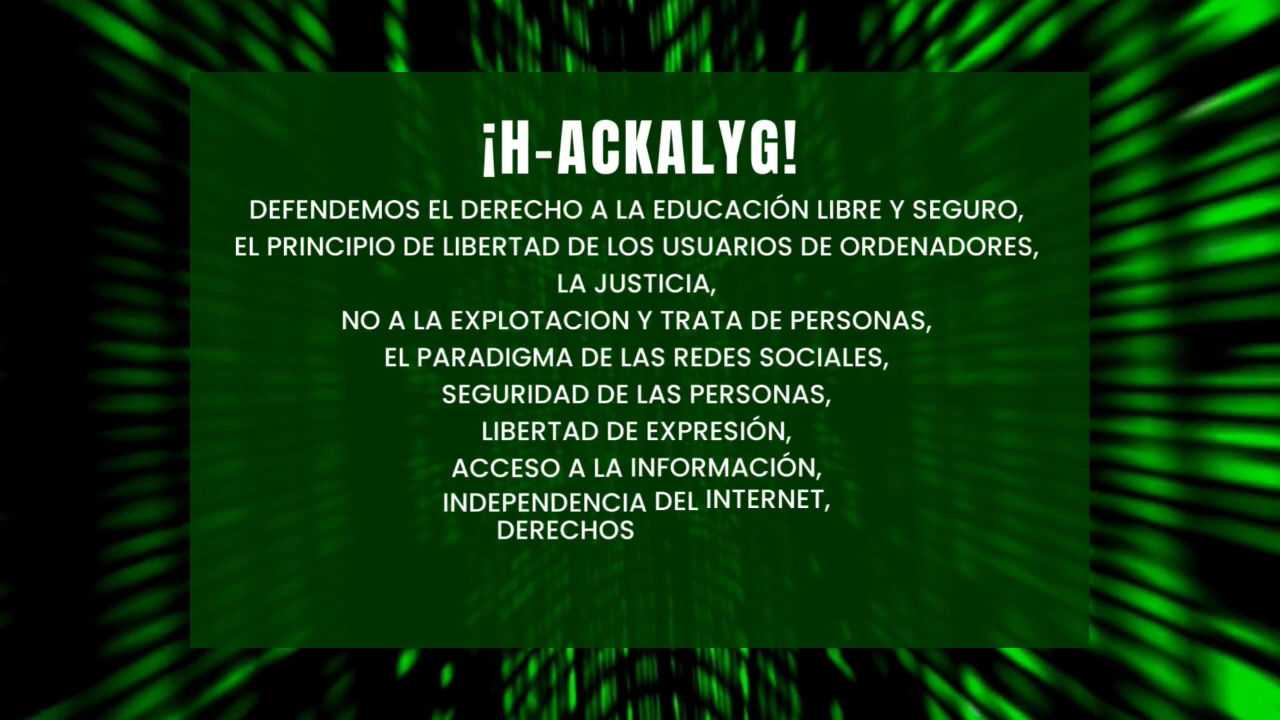 ¡H-ACKALYG!
DEFENDEMOS EL DERECHO A LA EDUCACIÓN LIBRE Y SEGURO,
EL PRINCIPIO DE LIBERTAD DE LOS USUARIOS DE ORDENADORES,
LA JUSTICIA,
NO A LA EXPLOTACION Y TRATA DE PERSONAS,
EL PARADIGMA DE LAS REDES SOCIALES,
SEGURIDAD DE LAS PERSONAS,
LIBERTAD DE EXPRESIÓN,
ACCESO A LA INFORMACIÓN,
INDEPENDENCIA DEL INTERNET,
DERECHOS